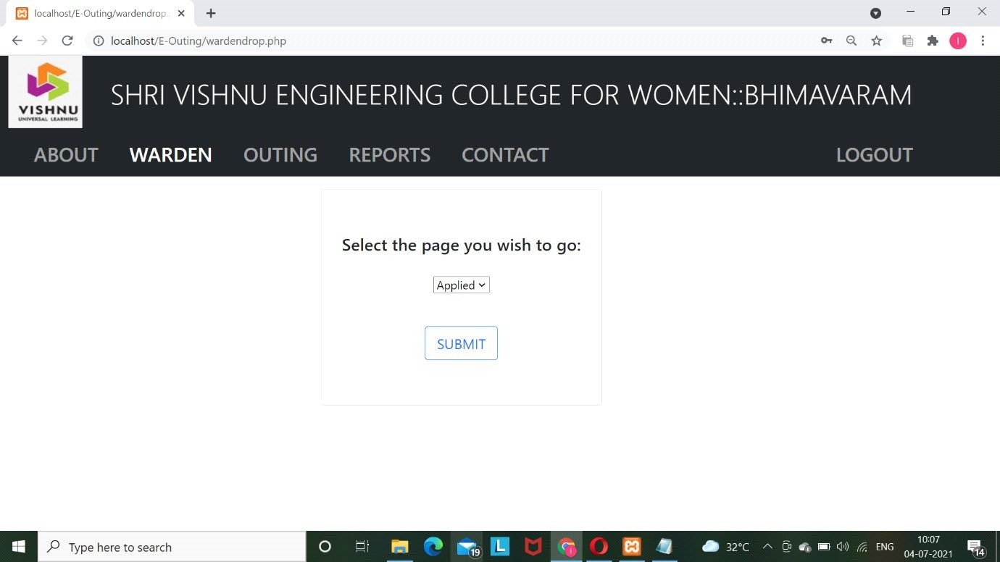 localhost/E-Outing/wardendrop.
localhost/E-Outing/wardendrop.php
I
VISHNU
UNIVERSAL LEARNING
SHRI VISHNU ENGINEERING COLLEGE FOR WOMEN::BHIMAVARAM
ABOUT WARDEN OUTING REPORTS CONTACT LOGOUT
Select the page you wish to go:
Applied
SUBMIT
Type here to search
19
L
I
32°C
ENG
10:07
04-07-2021
14